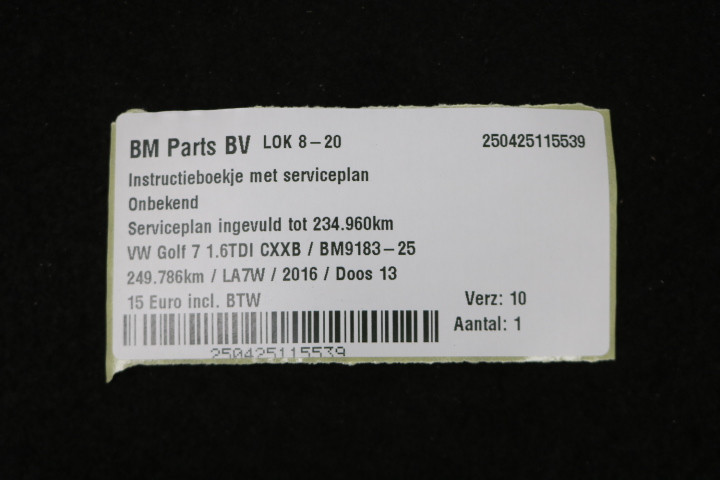 BM Parts BV LOK 8-20 250425115539
Instructieboekje met serviceplan
Onbekend
Serviceplan ingevuld tot 234.960km
VW Golf 7 1.6TDI CXXB / BM9183-25
249.786km / LA7W / 2016 / Doos 13
15 Euro incl. BTW Verz: 10
Aantal: 1
250425115539